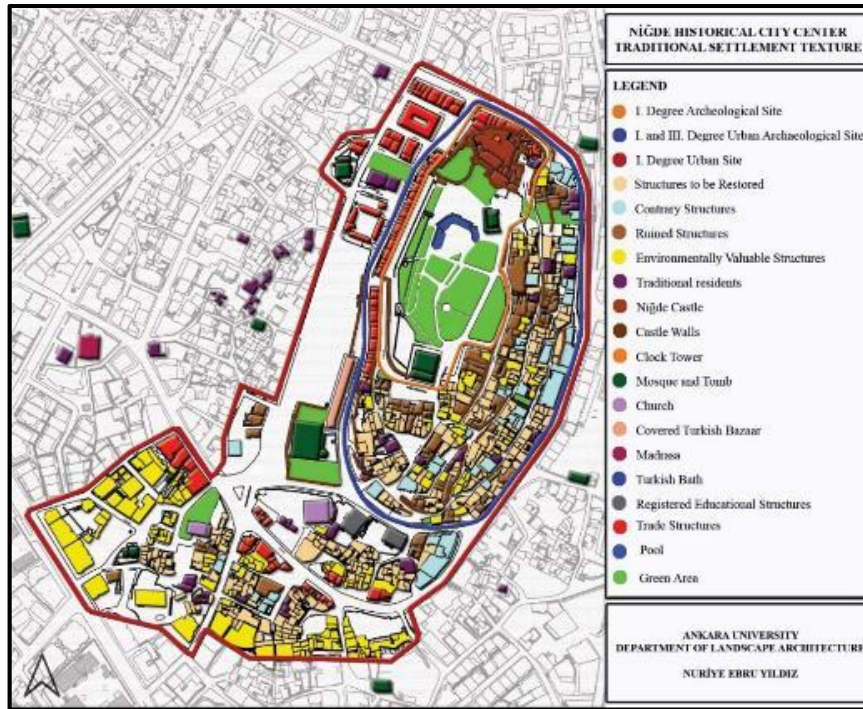 NİĞDE HISTORICAL CITY CENTER
TRADITIONAL SETTLEMENT TEXTURE
LEGEND
I. Degree Archeological Site
I. and III. Degree Urban Archaeological Site
I. Degree Urban Site
Structures to be Restored
Contrary Structures
Ruined Structures
Environmentally Valuable Structures
Traditional residents
Niğde Castle
Castle Walls
Clock Tower
Mosque and Tomb
Church
Covered Turkish Bazaar
Madrasa
Turkish Bath
Registered Educational Structures
Trade Structures
Pool
Green Area
ANKARA UNIVERSITY
DEPARTMENT OF LANDSCAPE ARCHITECTURE
NURİYE EBRU YILDIZ